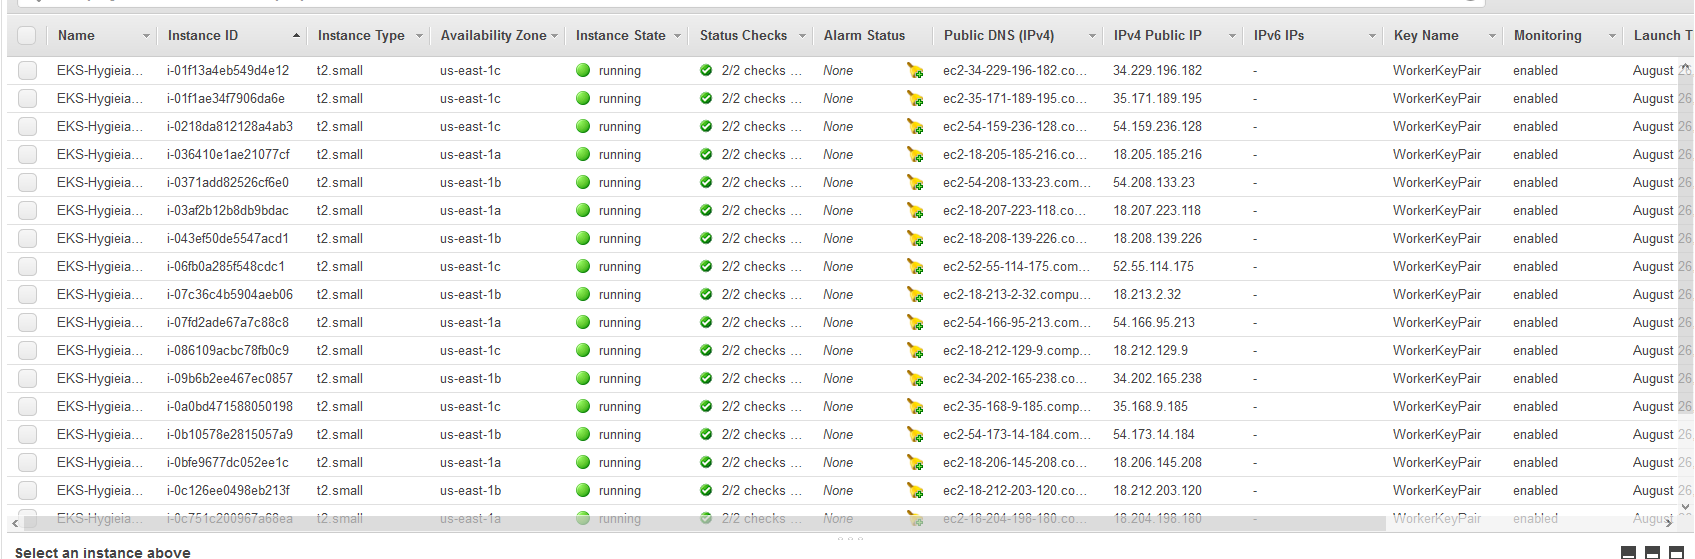 Name Instance ID Instance Type Availability Zone Instance State Status Checks Alarm Status Public DNS (IPv4) IPv4 Public IP IPv6 IPs Key Name Monitoring Launch T
EKS-Hygieia... i-01f13a4eb549d4e12 t2.small us-east-1c running 2/2 checks ... None ec2-34-229-196-182.co... 34.229.196.182 - WorkerKeyPair enabled August 26,
EKS-Hygieia... i-01f1ae34f7906da6e t2.small us-east-1c running 2/2 checks ... None ec2-35-171-189-195.co... 35.171.189.195 - WorkerKeyPair enabled August 26,
EKS-Hygieia... i-0218da812128a4ab3 t2.small us-east-1c running 2/2 checks ... None ec2-54-159-236-128.co... 54.159.236.128 - WorkerKeyPair enabled August 26,
EKS-Hygieia... i-036410e1ae21077cf t2.small us-east-1a running 2/2 checks ... None ec2-18-205-185-216.co... 18.205.185.216 - WorkerKeyPair enabled August 26,
EKS-Hygieia... i-0371add82526cf6e0 t2.small us-east-1b running 2/2 checks ... None ec2-54-208-133-23.com... 54.208.133.23 - WorkerKeyPair enabled August 26,
EKS-Hygieia... i-03af2b12b8db9bdac t2.small us-east-1a running 2/2 checks ... None ec2-18-207-223-118.co... 18.207.223.118 - WorkerKeyPair enabled August 26,
EKS-Hygieia... i-043ef50de5547acd1 t2.small us-east-1b running 2/2 checks ... None ec2-18-208-139-226.co... 18.208.139.226 - WorkerKeyPair enabled August 26,
EKS-Hygieia... i-06fb0a285f548cdc1 t2.small us-east-1c running 2/2 checks ... None ec2-52-55-114-175.com... 52.55.114.175 - WorkerKeyPair enabled August 26,
EKS-Hygieia... i-07c36c4b5904aeb06 t2.small us-east-1b running 2/2 checks ... None ec2-18-213-2-32.compu... 18.213.2.32 - WorkerKeyPair enabled August 26,
EKS-Hygieia... i-07fd2ade67a7c88c8 t2.small us-east-1a running 2/2 checks ... None ec2-54-166-95-213.com... 54.166.95.213 - WorkerKeyPair enabled August 26,
EKS-Hygieia... i-086109acbc78fb0c9 t2.small us-east-1c running 2/2 checks ... None ec2-18-212-129-9.comp... 18.212.129.9 - WorkerKeyPair enabled August 26,
EKS-Hygieia... i-09b6b2ee467ec0857 t2.small us-east-1b running 2/2 checks ... None ec2-34-202-165-238.co... 34.202.165.238 - WorkerKeyPair enabled August 26,
EKS-Hygieia... i-0a0bd471588050198 t2.small us-east-1c running 2/2 checks ... None ec2-35-168-9-185.comp... 35.168.9.185 - WorkerKeyPair enabled August 26,
EKS-Hygieia... i-0b10578e2815057a9 t2.small us-east-1b running 2/2 checks ... None ec2-54-173-14-184.com... 54.173.14.184 - WorkerKeyPair enabled August 26,
EKS-Hygieia... i-0bfe9677dc052ee1c t2.small us-east-1a running 2/2 checks ... None ec2-18-206-145-208.co... 18.206.145.208 - WorkerKeyPair enabled August 26,
EKS-Hygieia... i-0c126ee0498eb213f t2.small us-east-1b running 2/2 checks ... None ec2-18-212-203-120.co... 18.212.203.120 - WorkerKeyPair enabled August 26,
EKS-Hygieia... i-0c751c200967a68ea t2.small us-east-1a running 2/2 checks ... None ec2-18-204-198-180.co... 18.204.198.180 - WorkerKeyPair enabled August 26,
Select an instance above